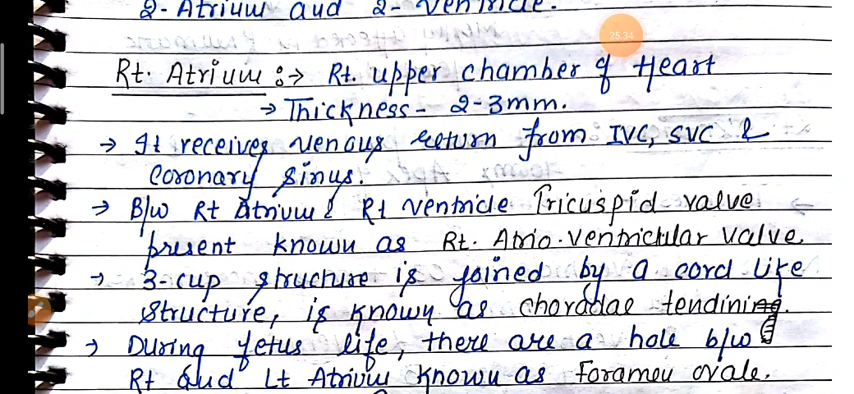 2-Atrium and 2-Ventricle.
25.34
Rt. Atrium :→ Rt. upper chamber of Heart
→ Thickness- 2-3mm.
→ It receives venous return from IVC, SVC &
Coronary Sinus.
→ B/w Rt Atrium & Rt Ventricle Tricuspid valve
present known as Rt. Atrio-ventricular valve
→ 3-cup structure is joined by a cord like
structure, is known as choradae tendining.
→ During fetus life, there are a hole b/w
Rt and Lt Atrium known as Foramen ovale.